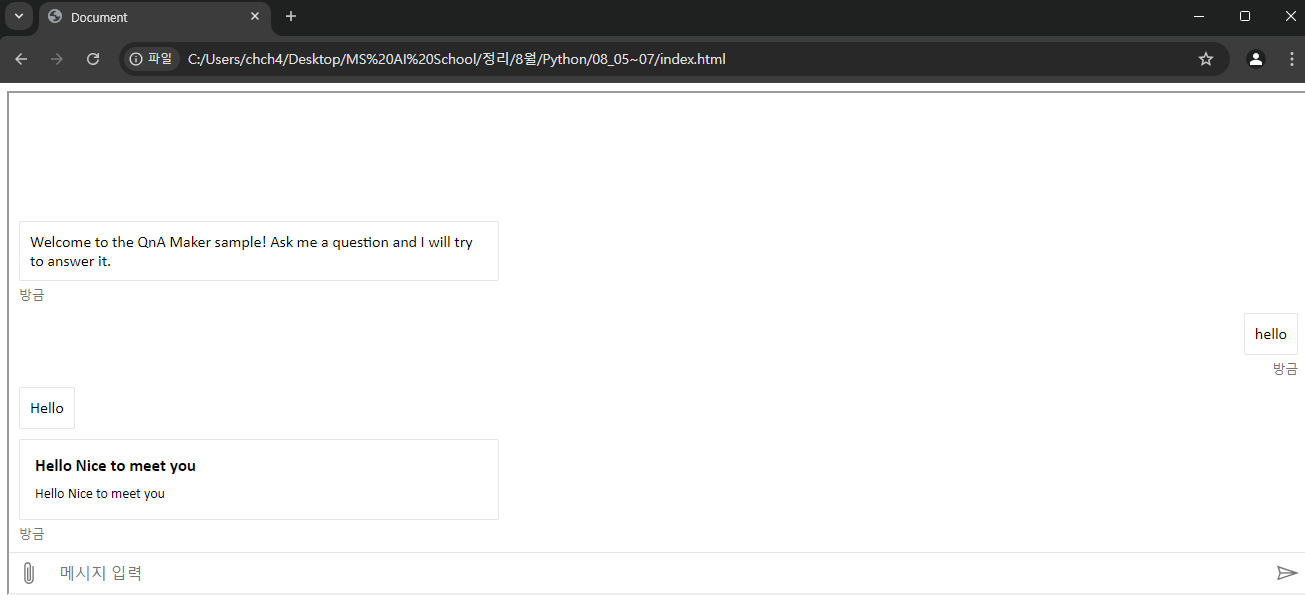 Document
파일
C:/Users/chch4/Desktop/MS%20AI%20School/정리/8월/Python/08_05~07/index.html
Welcome to the QnA Maker sample! Ask me a question and I will try
to answer it.
방금
hello
방금
Hello
Hello Nice to meet you
Hello Nice to meet you
방금
메시지 입력